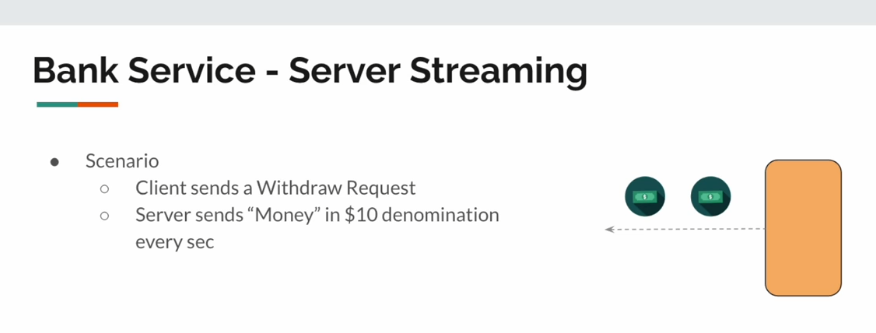 Bank Service - Server Streaming
● Scenario
○ Client sends a Withdraw Request
○ Server sends “Money” in $10 denomination
every sec